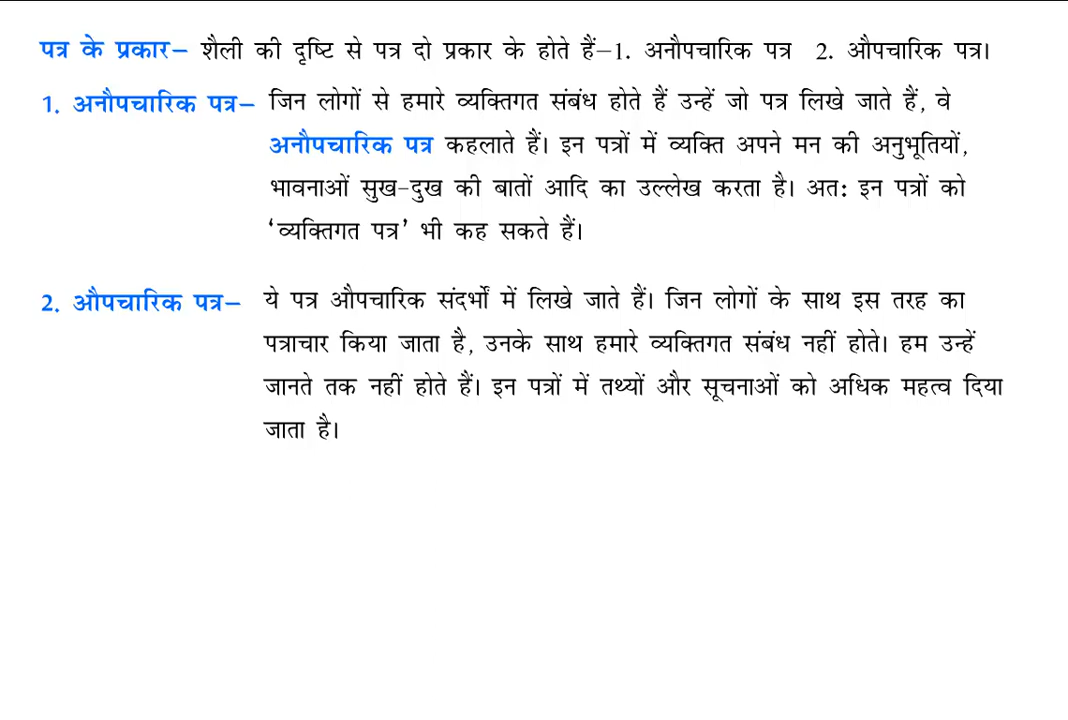 पत्र के प्रकार– शैली की दृष्टि से पत्र दो प्रकार के होते हैं–1. अनौपचारिक पत्र 2. औपचारिक पत्र।
1. अनौपचारिक पत्र– जिन लोगों से हमारे व्यक्तिगत संबंध होते हैं उन्हें जो पत्र लिखे जाते हैं, वे
अनौपचारिक पत्र कहलाते हैं। इन पत्रों में व्यक्ति अपने मन की अनुभूतियों,
भावनाओं सुख-दुख की बातों आदि का उल्लेख करता है। अत: इन पत्रों को
‘व्यक्तिगत पत्र’ भी कह सकते हैं।
2. औपचारिक पत्र– ये पत्र औपचारिक संदर्भों में लिखे जाते हैं। जिन लोगों के साथ इस तरह का
पत्राचार किया जाता है, उनके साथ हमारे व्यक्तिगत संबंध नहीं होते। हम उन्हें
जानते तक नहीं होते हैं। इन पत्रों में तथ्यों और सूचनाओं को अधिक महत्व दिया
जाता है।